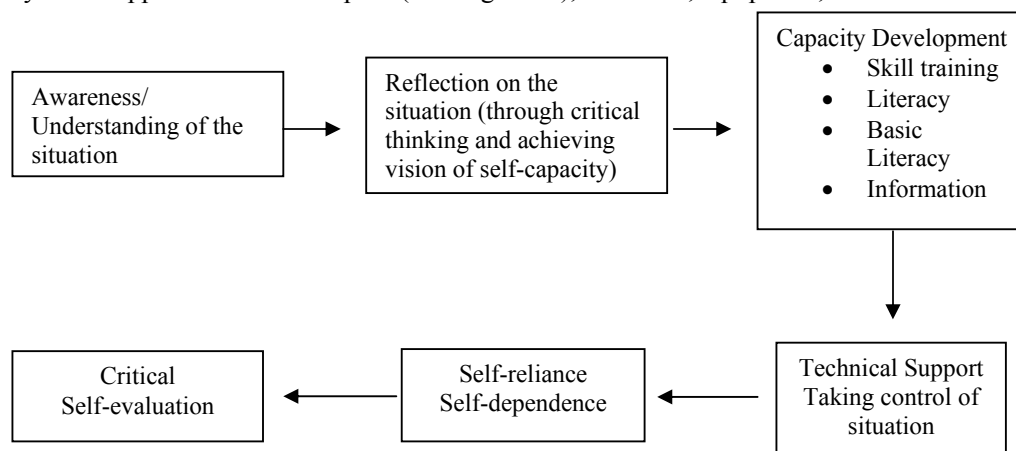 Awareness/
Understanding of the
situation
Reflection on the
situation (through critical
thinking and achieving
vision of self-capacity)
Capacity Development
• Skill training
• Literacy
• Basic
Literacy
• Information
Technical Support
Taking control of
situation
Self-reliance
Self-dependence
Critical
Self-evaluation